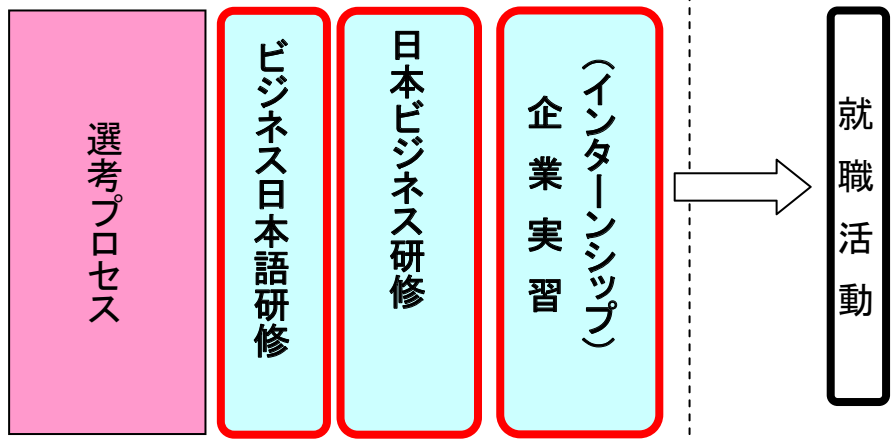 選考プロセス
ビジネス日本語研修
日本ビジネス研修
企業実習
（インターンシップ）
就職活動